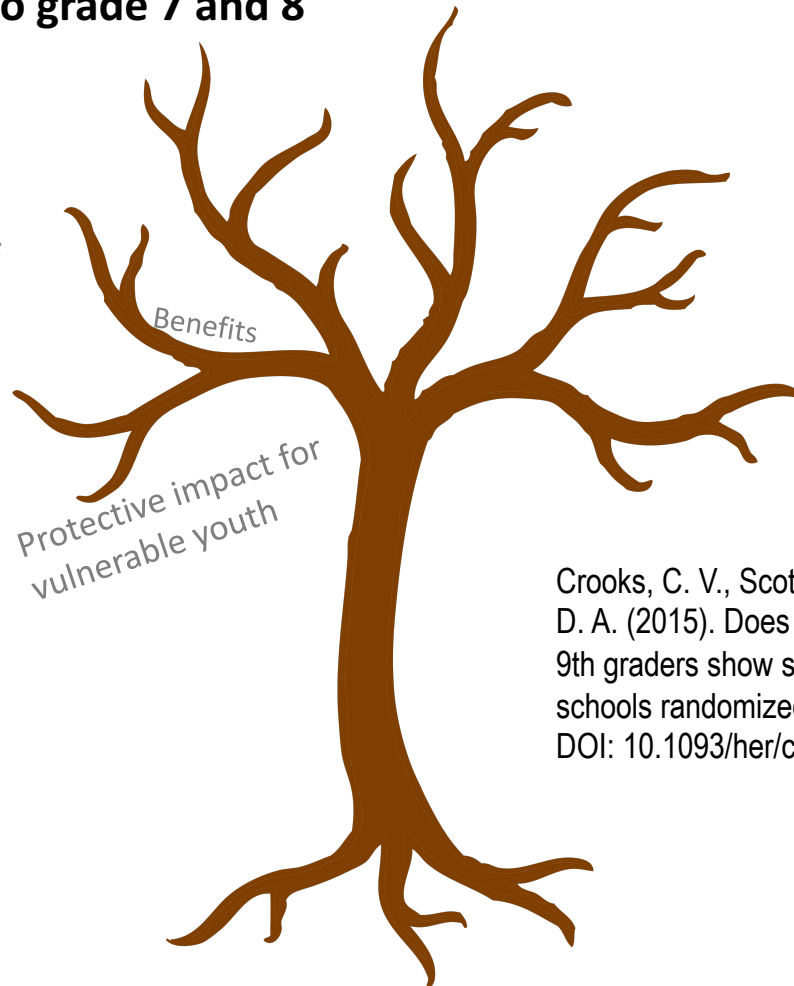 o grade 7 and 8
Benefits
Protective impact for
vulnerable youth
Crooks, C. V., Scot
D. A. (2015). Does
9th graders show s
schools randomized
DOI: 10.1093/her/c